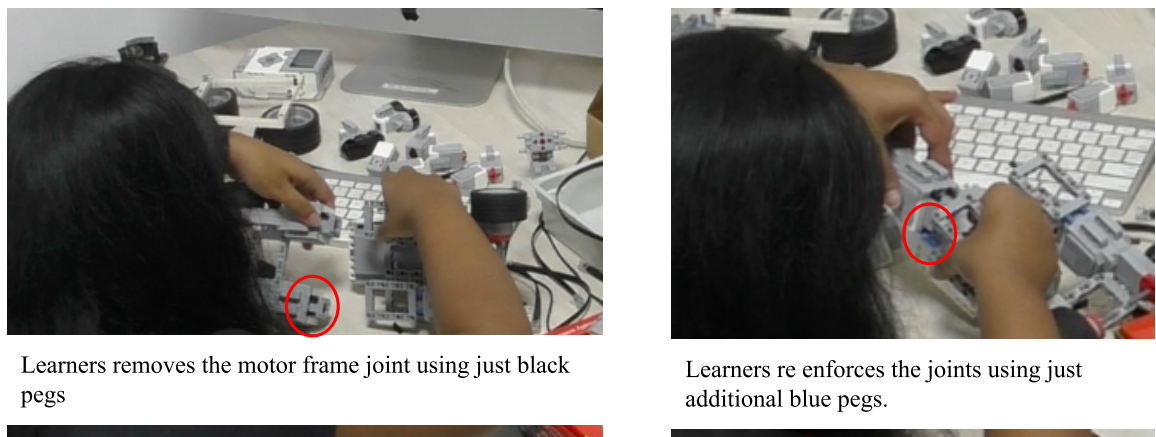 Learners removes the motor frame joint using just black
pegs
Learners re enforces the joints using just
additional blue pegs.